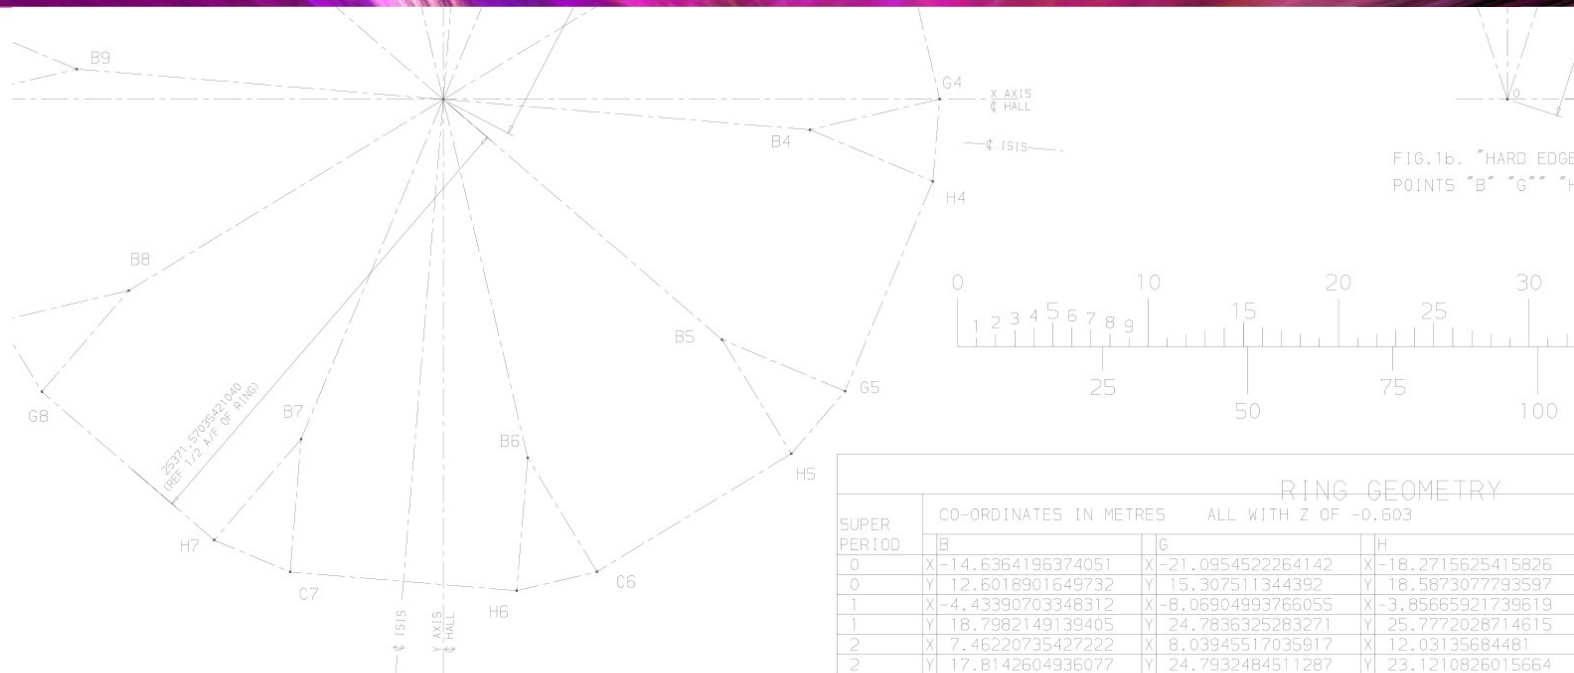 B9
G4
X AXIS
℄ HALL
B4
℄ ISIS
H4
O
FIG.1b. "HARD EDGE
POINTS "B" "G"" "H
B8
0 10 20 30
15 25
1 2 3 4 5 6 7 8 9
25 75
50 100
B5
G5
G8
25371.57035421040
(REF 1/2 A/F OF RING)
B7
B6
H5
H7
C7
H6
C6
℄ ISIS
Y AXIS
℄ HALL
RING GEOMETRY
SUPER PERIOD
CO-ORDINATES IN METRES ALL WITH Z OF -0.603
B G H
0 X -14.6364196374051 X -21.0954522264142 X -18.2715625415826
0 Y 12.6018901649732 Y 15.307511344392 Y 18.5873077793597
1 X -4.43390703348312 X -8.06904993766055 X -3.85665921739619
1 Y 18.7982149139405 Y 24.7836325283271 Y 25.7772028714615
2 X 7.46220735427222 X 8.03945517035917 X 12.03135684481
2 Y 17.8142604936077 Y 24.7932484511287 Y 23.1210826015664